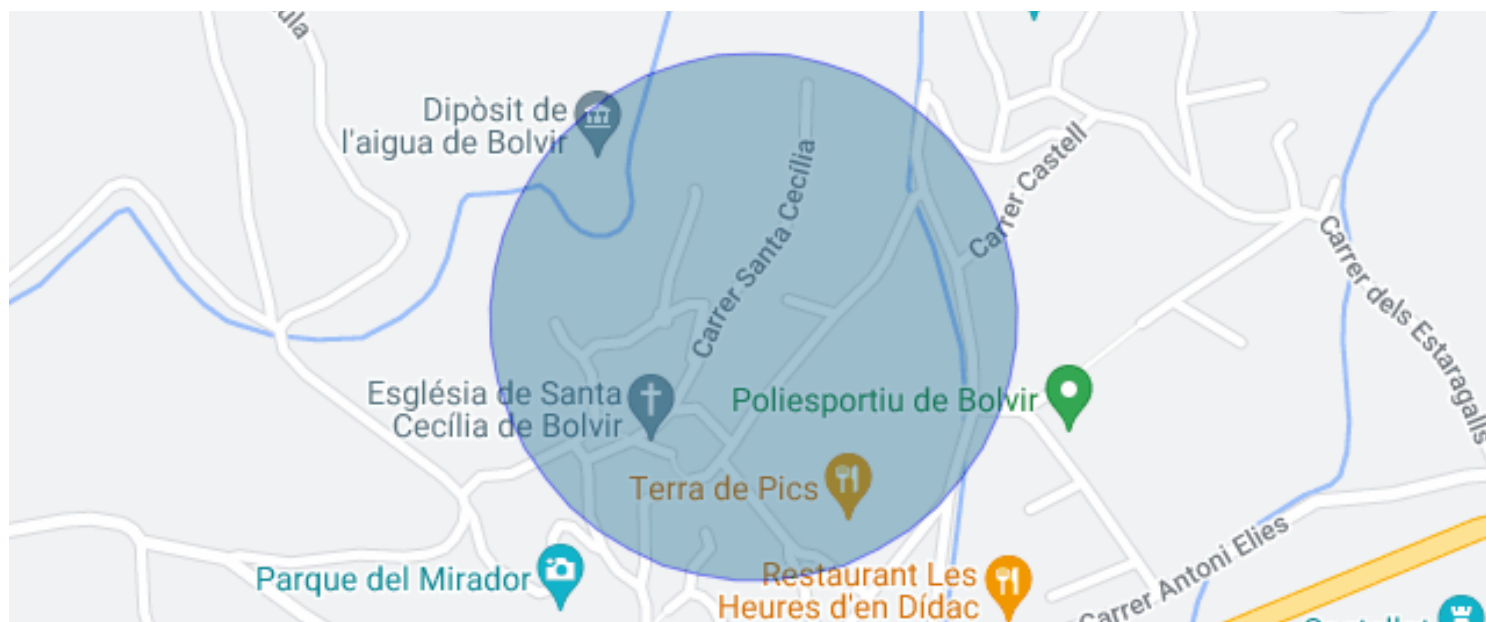 Dipòsit de
l'aigua de Bolvir
Carrer Castell
Carrer Santa Cecília
Carrer dels Estaragalls
Església de Santa
Cecília de Bolvir
Poliesportiu de Bolvir
Terra de Pics
Parque del Mirador
Restaurant Les
Heures d'en Dídac
Carrer Antoni Elies